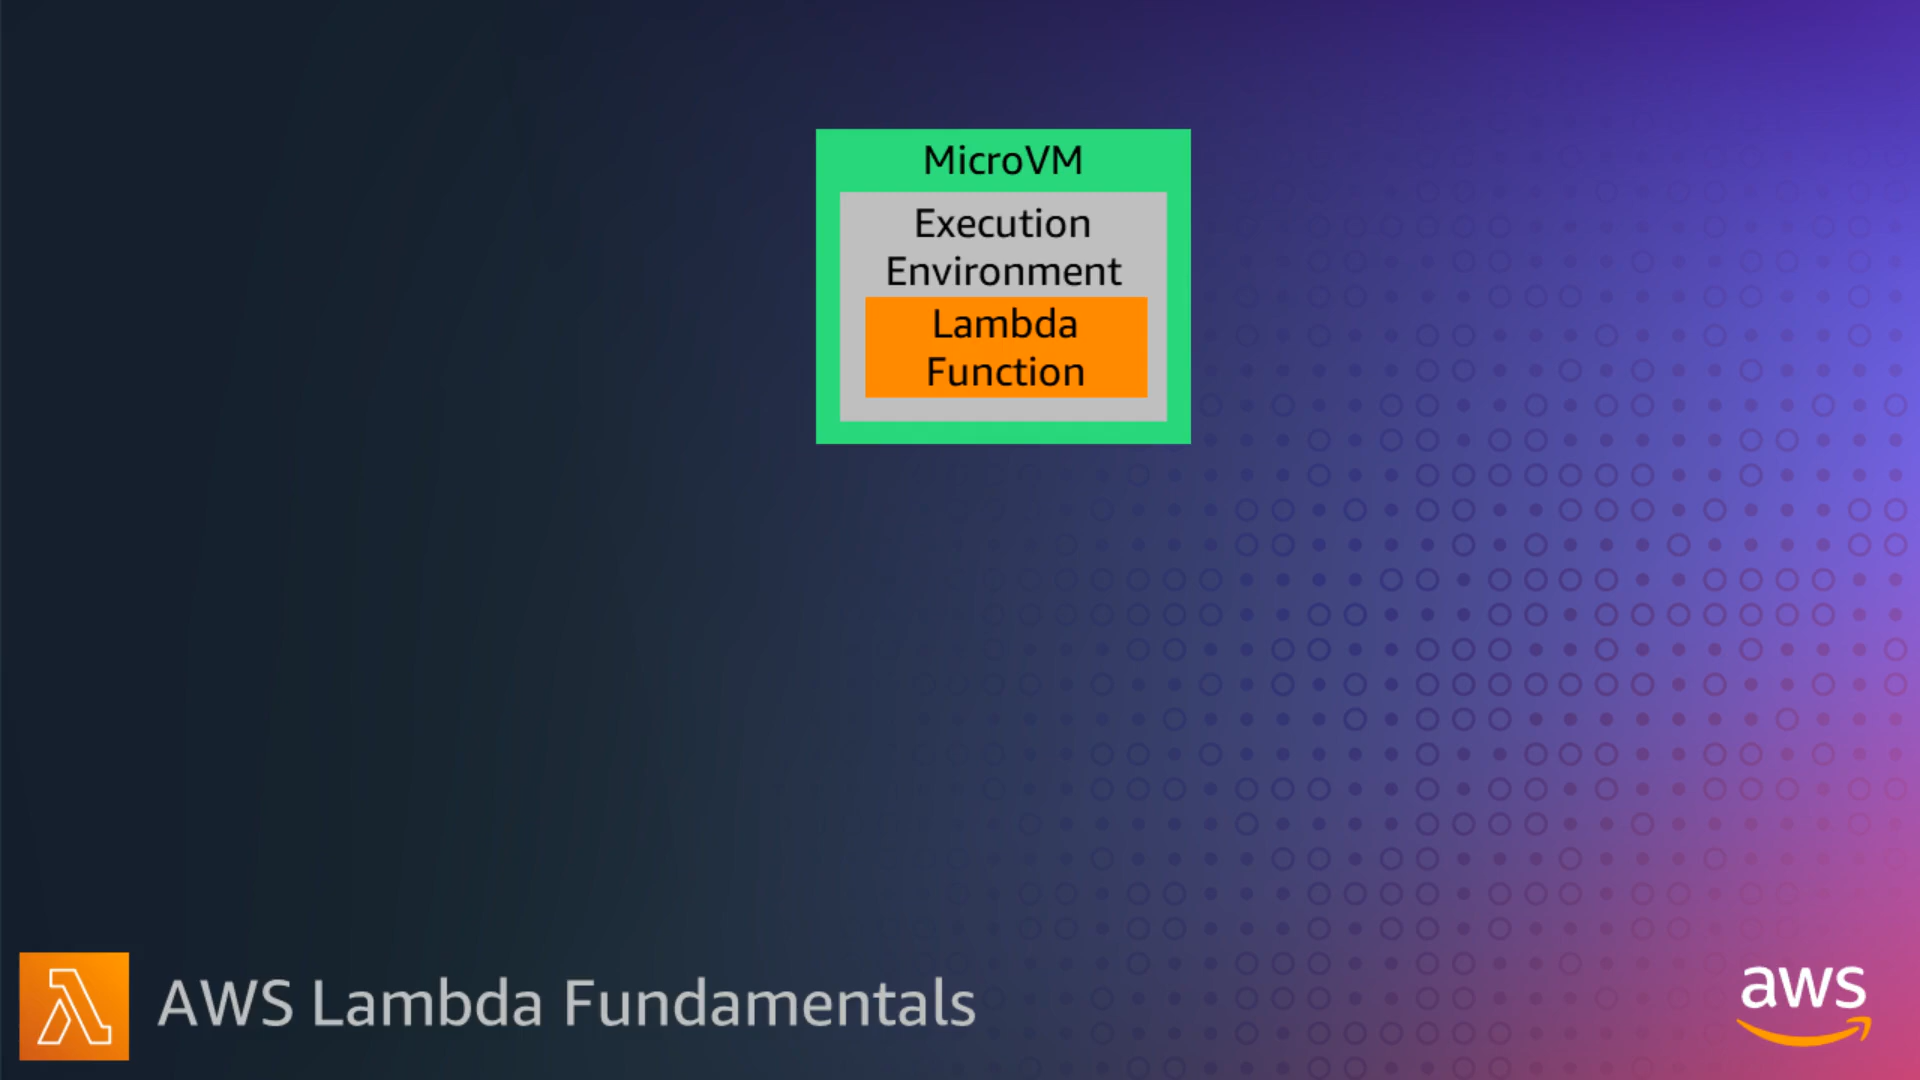 MicroVM
Execution
Environment
Lambda
Function
AWS Lambda Fundamentals
aws